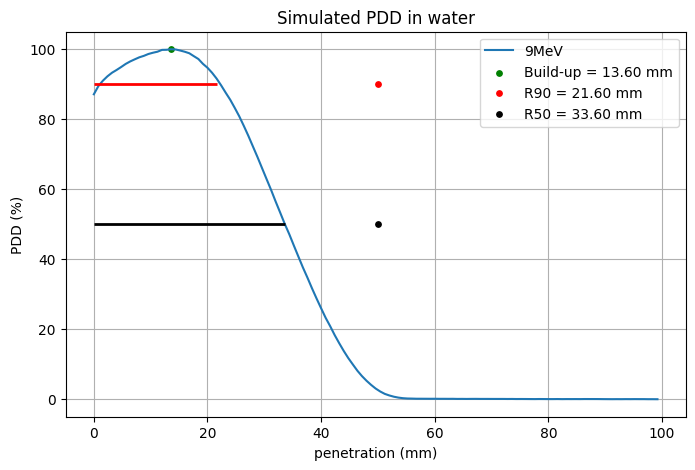 Simulated PDD in water
9MeV
Build-up = 13.60 mm
R90 = 21.60 mm
R50 = 33.60 mm
PDD (%)
100
80
60
40
20
0
0 20 40 60 80 100
penetration (mm)